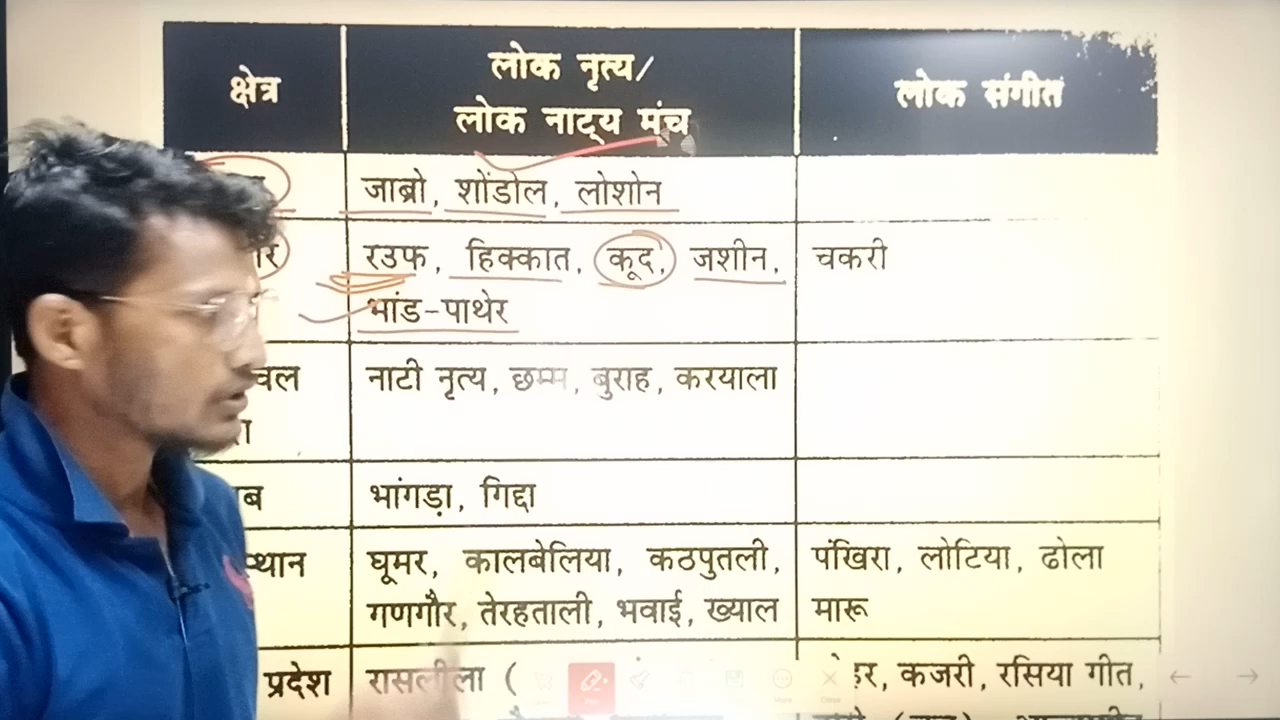 क्षेत्र
लोक नृत्य/
लोक नाट्य मंच
लोक संगीत
जाब्रो, शोंडोल, लोशोन
रउफ, हिक्कात, कूद, जशीन,
भांड-पाथेर
चकरी
नाटी नृत्य, छम्म, बुराह, करयाला
भांगड़ा, गिद्दा
घूमर, कालबेलिया, कठपुतली,
गणगौर, तेरहताली, भवाई, ख्याल
पंखिरा, लोटिया, ढोला
मारू
प्रदेश
रासलीला (
कजरी, रसिया गीत,